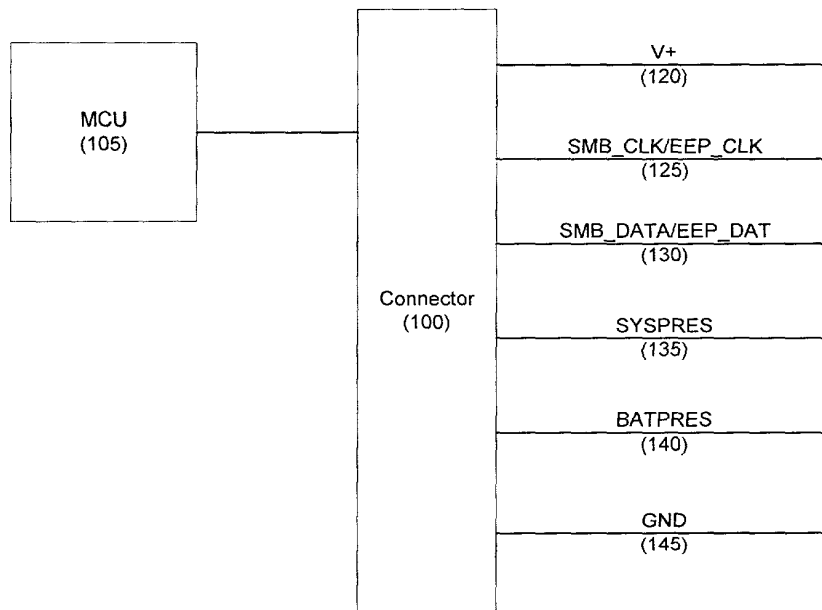 MCU
(105)
Connector
(100)
V+
(120)
SMB_CLK/EEP_CLK
(125)
SMB_DATA/EEP_DAT
(130)
SYSPRES
(135)
BATPRES
(140)
GND
(145)